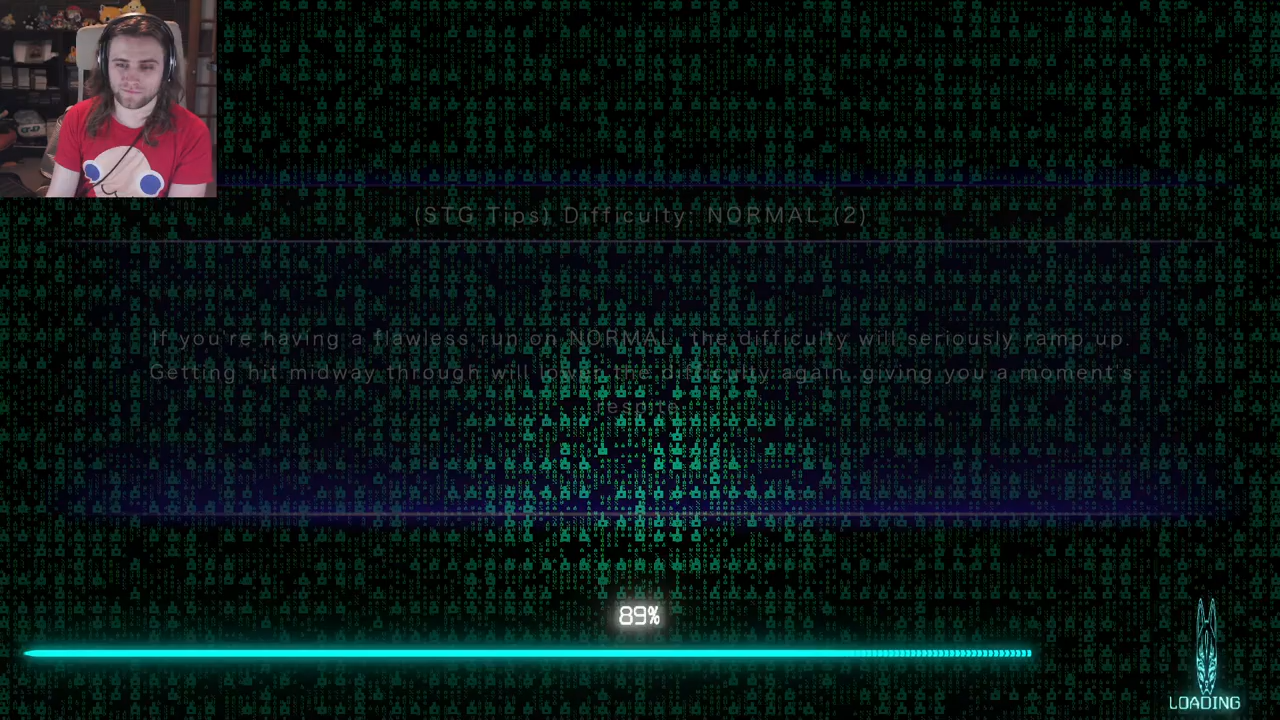 (STG Tips) Difficulty: NORMAL (2)
If you're having a flawless run on NORMAL, the difficulty will seriously ramp up.
Getting hit midway through will lower the difficulty again, giving you a moment's
respite.
89%
LOADING